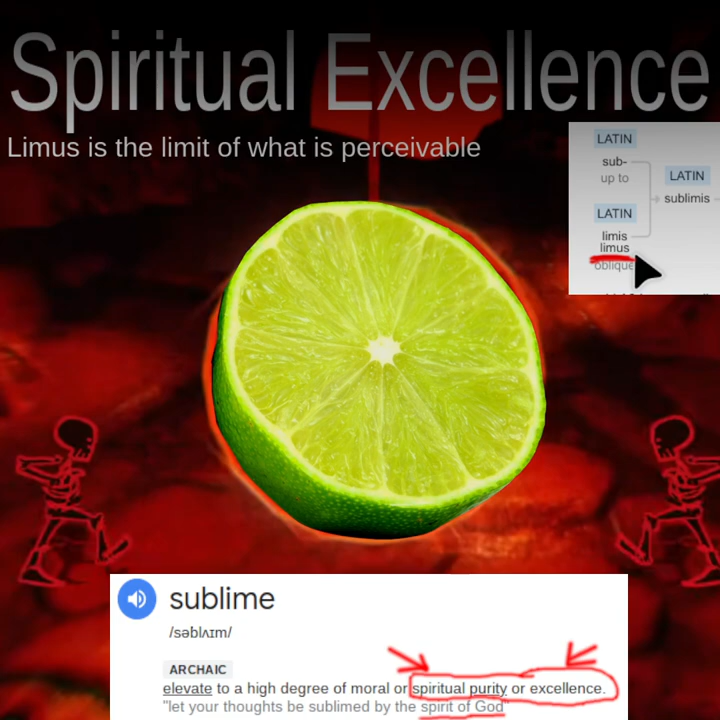 Spiritual Excellence
Limus is the limit of what is perceivable
LATIN
sub-
up to
LATIN
sublimis
LATIN
limis
limus
oblique
sublime
/səblʌɪm/
ARCHAIC
elevate to a high degree of moral or spiritual purity or excellence.
"let your thoughts be sublimed by the spirit of God"